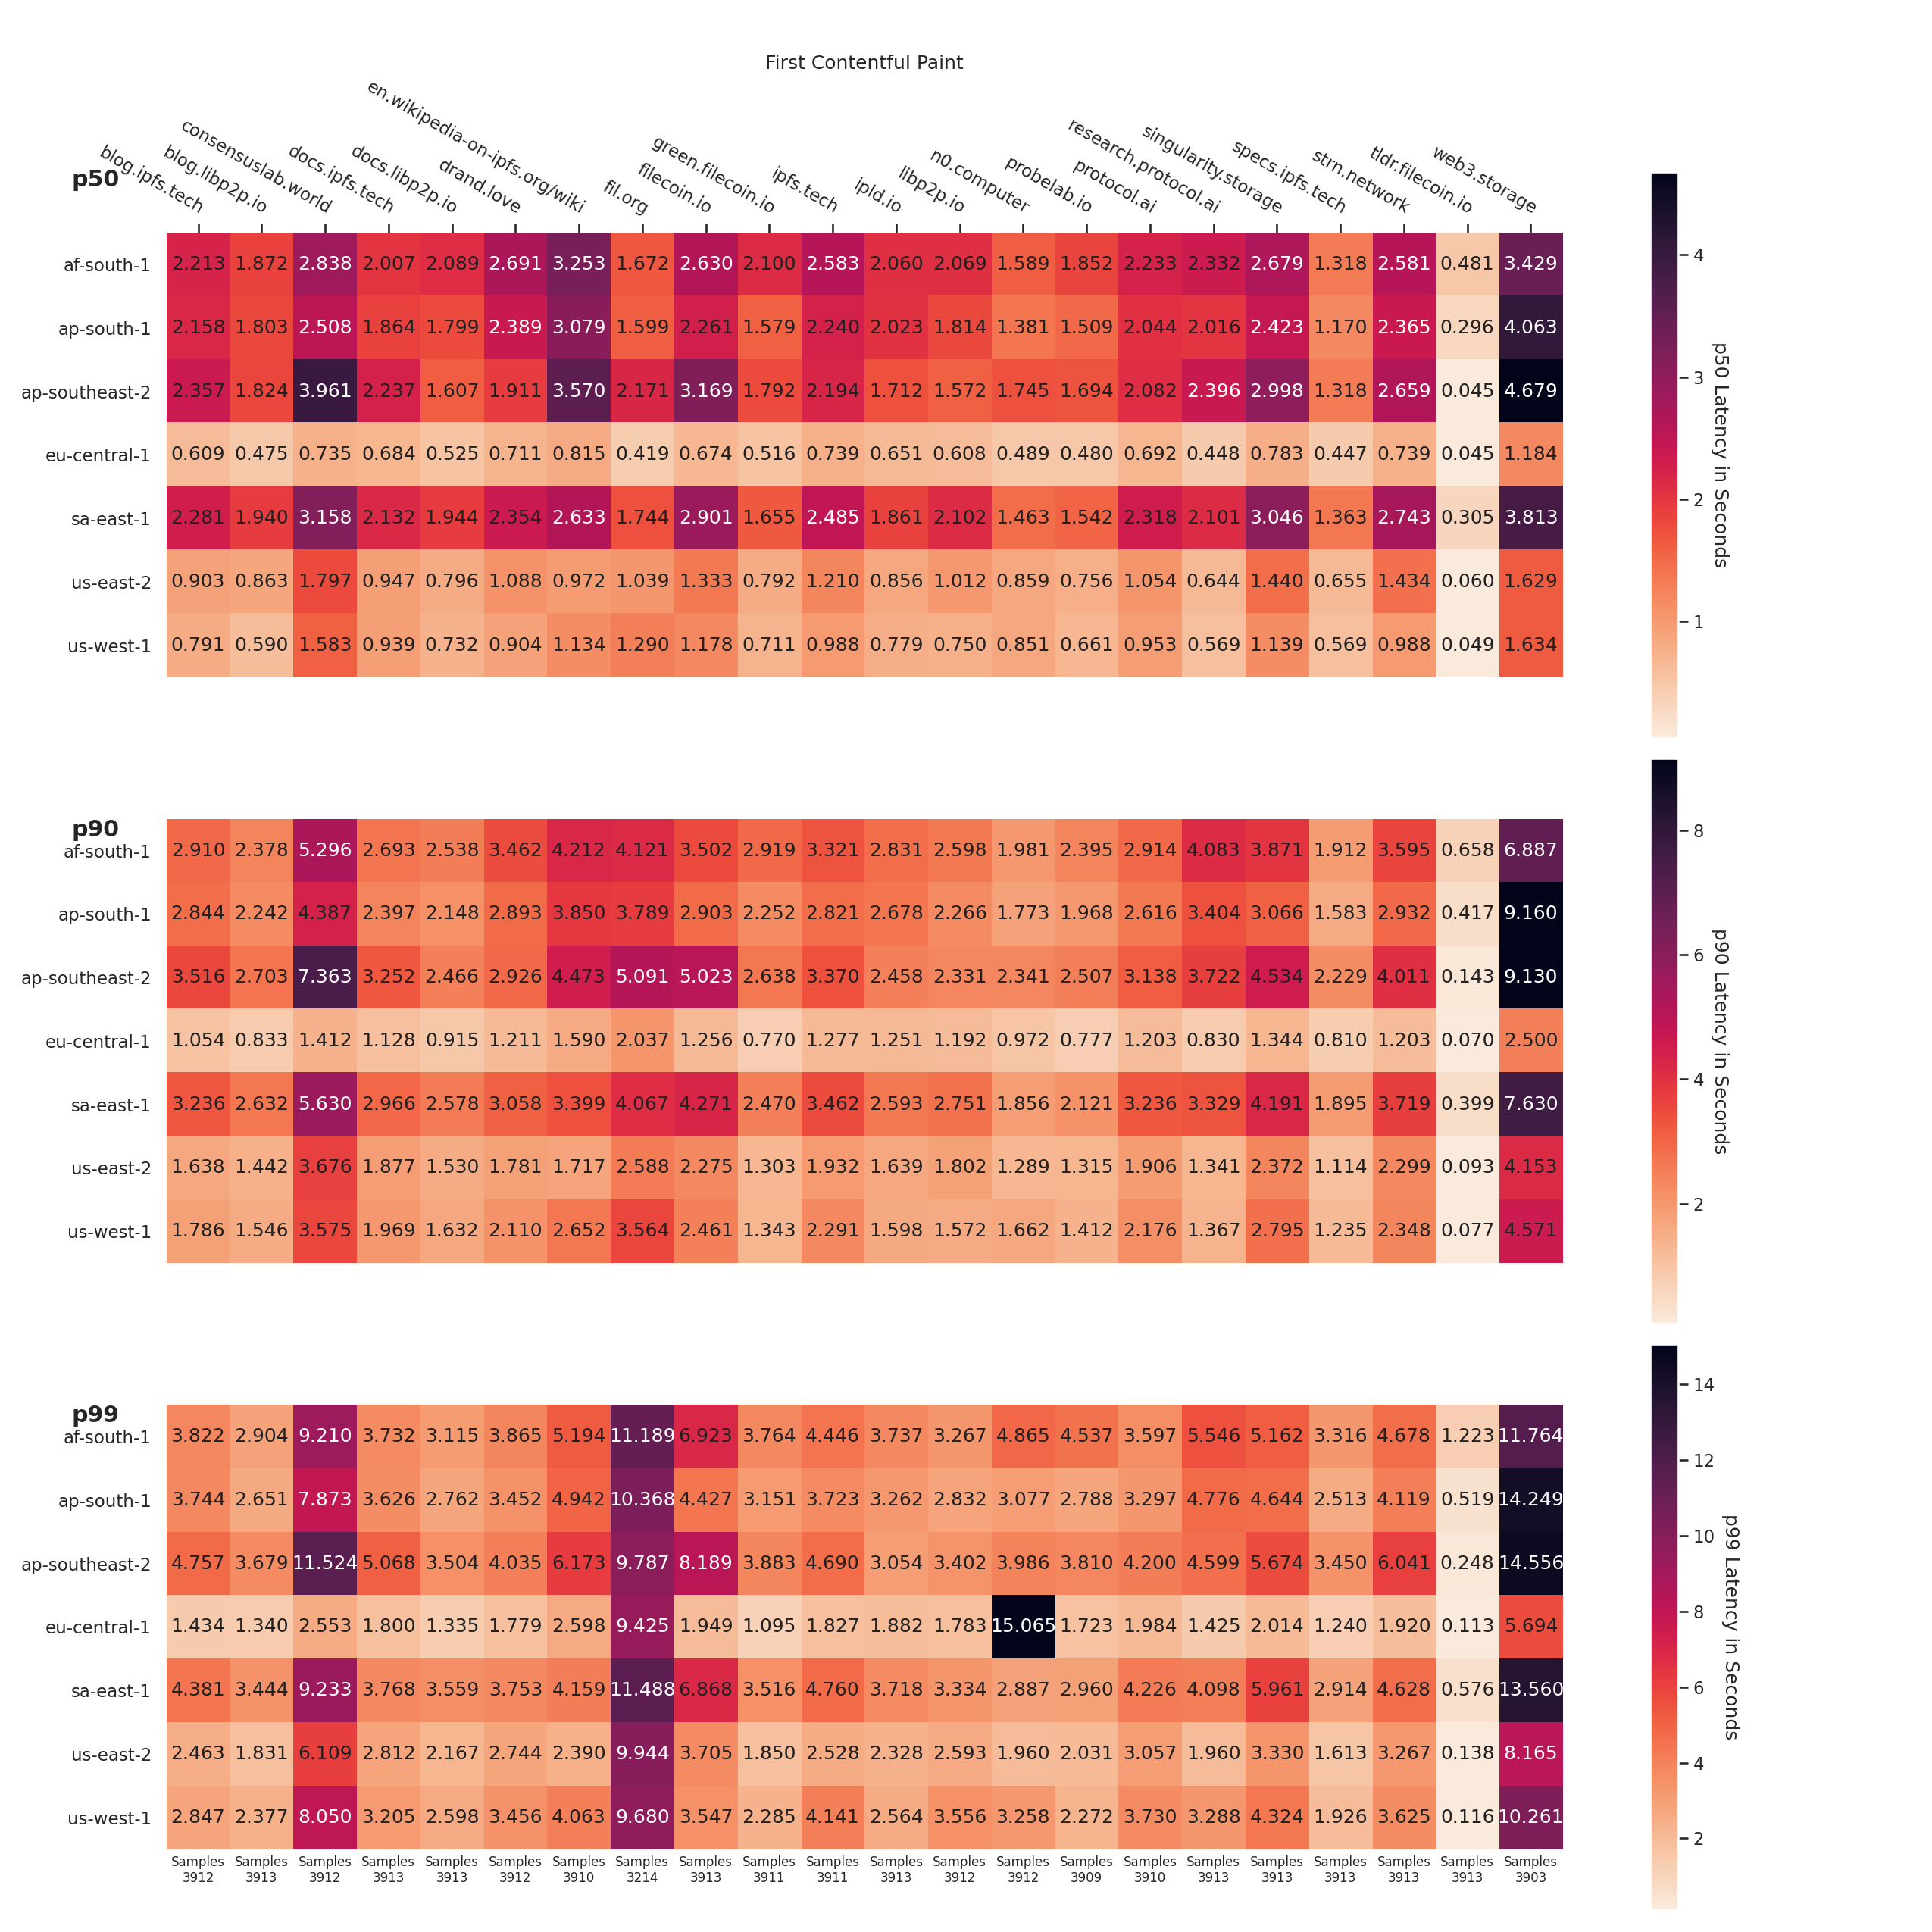 First Contentful Paint
p50
blog.ipfs.tech
blog.libp2p.io
consensuslab.world
docs.ipfs.tech
docs.libp2p.io
drand.love
en.wikipedia-on-ipfs.org/wiki
fil.org
filecoin.io
green.filecoin.io
ipfs.tech
ipld.io
libp2p.io
n0.computer
probelab.io
protocol.ai
research.protocol.ai
singularity.storage
specs.ipfs.tech
strn.network
tldr.filecoin.io
web3.storage
af-south-1 2.213 1.872 2.838 2.007 2.089 2.691 3.253 1.672 2.630 2.100 2.583 2.060 2.069 1.589 1.852 2.233 2.332 2.679 1.318 2.581 0.481 3.429
ap-south-1 2.158 1.803 2.508 1.864 1.799 2.389 3.079 1.599 2.261 1.579 2.240 2.023 1.814 1.381 1.509 2.044 2.016 2.423 1.170 2.365 0.296 4.063
ap-southeast-2 2.357 1.824 3.961 2.237 1.607 1.911 3.570 2.171 3.169 1.792 2.194 1.712 1.572 1.745 1.694 2.082 2.396 2.998 1.318 2.659 0.045 4.679
eu-central-1 0.609 0.475 0.735 0.684 0.525 0.711 0.815 0.419 0.674 0.516 0.739 0.651 0.608 0.489 0.480 0.692 0.448 0.783 0.447 0.739 0.045 1.184
sa-east-1 2.281 1.940 3.158 2.132 1.944 2.354 2.633 1.744 2.901 1.655 2.485 1.861 2.102 1.463 1.542 2.318 2.101 3.046 1.363 2.743 0.305 3.813
us-east-2 0.903 0.863 1.797 0.947 0.796 1.088 0.972 1.039 1.333 0.792 1.210 0.856 1.012 0.859 0.756 1.054 0.644 1.440 0.655 1.434 0.060 1.629
us-west-1 0.791 0.590 1.583 0.939 0.732 0.904 1.134 1.290 1.178 0.711 0.988 0.779 0.750 0.851 0.661 0.953 0.569 1.139 0.569 0.988 0.049 1.634
4
3
2
1
p50 Latency in Seconds
p90
af-south-1 2.910 2.378 5.296 2.693 2.538 3.462 4.212 4.121 3.502 2.919 3.321 2.831 2.598 1.981 2.395 2.914 4.083 3.871 1.912 3.595 0.658 6.887
ap-south-1 2.844 2.242 4.387 2.397 2.148 2.893 3.850 3.789 2.903 2.252 2.821 2.678 2.266 1.773 1.968 2.616 3.404 3.066 1.583 2.932 0.417 9.160
ap-southeast-2 3.516 2.703 7.363 3.252 2.466 2.926 4.473 5.091 5.023 2.638 3.370 2.458 2.331 2.341 2.507 3.138 3.722 4.534 2.229 4.011 0.143 9.130
eu-central-1 1.054 0.833 1.412 1.128 0.915 1.211 1.590 2.037 1.256 0.770 1.277 1.251 1.192 0.972 0.777 1.203 0.830 1.344 0.810 1.203 0.070 2.500
sa-east-1 3.236 2.632 5.630 2.966 2.578 3.058 3.399 4.067 4.271 2.470 3.462 2.593 2.751 1.856 2.121 3.236 3.329 4.191 1.895 3.719 0.399 7.630
us-east-2 1.638 1.442 3.676 1.877 1.530 1.781 1.717 2.588 2.275 1.303 1.932 1.639 1.802 1.289 1.315 1.906 1.341 2.372 1.114 2.299 0.093 4.153
us-west-1 1.786 1.546 3.575 1.969 1.632 2.110 2.652 3.564 2.461 1.343 2.291 1.598 1.572 1.662 1.412 2.176 1.367 2.795 1.235 2.348 0.077 4.571
8
6
4
2
p90 Latency in Seconds
p99
af-south-1 3.822 2.904 9.210 3.732 3.115 3.865 5.194 11.189 6.923 3.764 4.446 3.737 3.267 4.865 4.537 3.597 5.546 5.162 3.316 4.678 1.223 11.764
ap-south-1 3.744 2.651 7.873 3.626 2.762 3.452 4.942 10.368 4.427 3.151 3.723 3.262 2.832 3.077 2.788 3.297 4.776 4.644 2.513 4.119 0.519 14.249
ap-southeast-2 4.757 3.679 11.524 5.068 3.504 4.035 6.173 9.787 8.189 3.883 4.690 3.054 3.402 3.986 3.810 4.200 4.599 5.674 3.450 6.041 0.248 14.556
eu-central-1 1.434 1.340 2.553 1.800 1.335 1.779 2.598 9.425 1.949 1.095 1.827 1.882 1.783 15.065 1.723 1.984 1.425 2.014 1.240 1.920 0.113 5.694
sa-east-1 4.381 3.444 9.233 3.768 3.559 3.753 4.159 11.488 6.868 3.516 4.760 3.718 3.334 2.887 2.960 4.226 4.098 5.961 2.914 4.628 0.576 13.560
us-east-2 2.463 1.831 6.109 2.812 2.167 2.744 2.390 9.944 3.705 1.850 2.528 2.328 2.593 1.960 2.031 3.057 1.960 3.330 1.613 3.267 0.138 8.165
us-west-1 2.847 2.377 8.050 3.205 2.598 3.456 4.063 9.680 3.547 2.285 4.141 2.564 3.556 3.258 2.272 3.730 3.288 4.324 1.926 3.625 0.116 10.261
Samples Samples Samples Samples Samples Samples Samples Samples Samples Samples Samples Samples Samples Samples Samples Samples Samples Samples Samples Samples Samples Samples
3912 3913 3912 3913 3913 3912 3910 3214 3913 3911 3911 3913 3912 3912 3909 3910 3913 3913 3913 3913 3913 3903
14
12
10
8
6
4
2
p99 Latency in Seconds